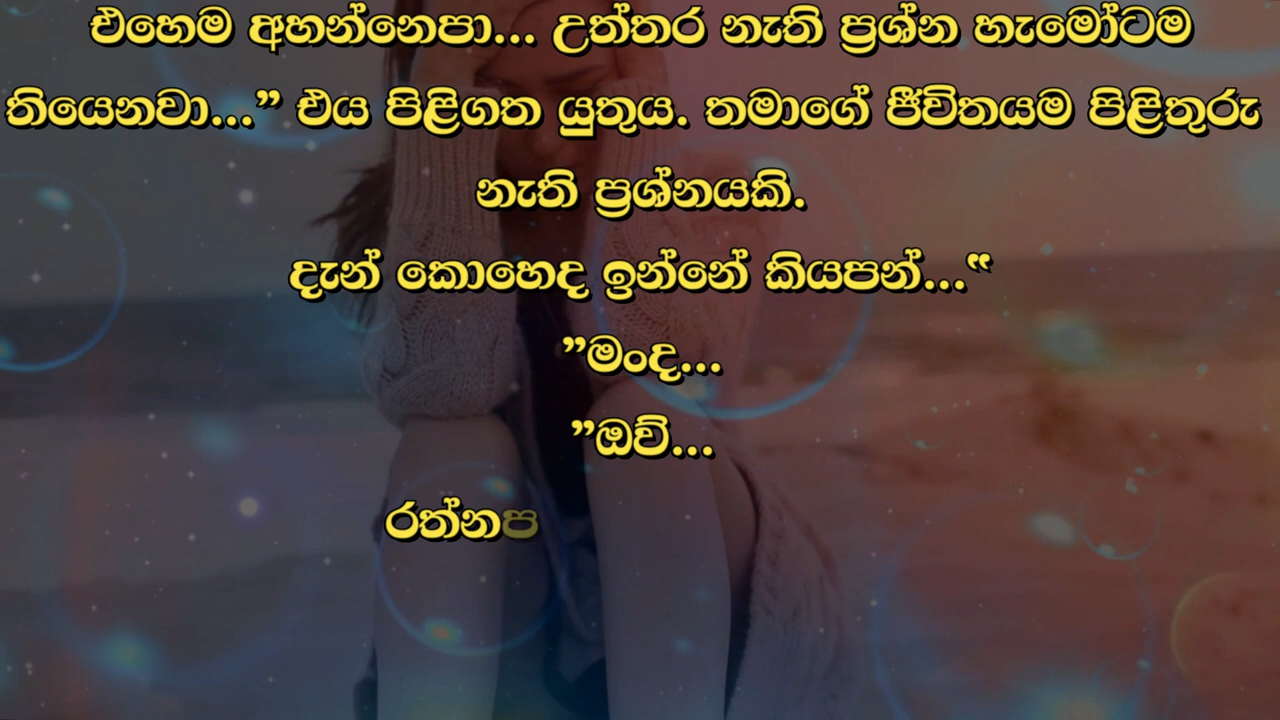 එහෙම අහන්නෙපා... උත්තර නැති ප්‍රශ්න හැමෝටම
තියෙනවා...” එය පිළිගත යුතුය. තමාගේ ජීවිතයම පිළිතුරු
නැති ප්‍රශ්නයකි.
දැන් කොහෙද ඉන්නේ කියපන්...“
”මංද...
”ඔව්...
රත්නප